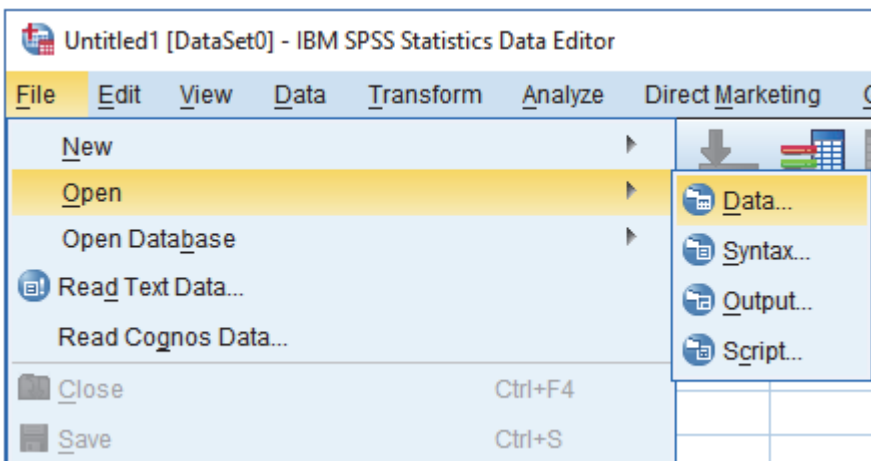 Untitled1 [DataSet0] - IBM SPSS Statistics Data Editor
File Edit View Data Transform Analyze Direct Marketing
New
Open
Open Database
Read Text Data...
Read Cognos Data...
Close Ctrl+F4
Save Ctrl+S
Data...
Syntax...
Output...
Script...